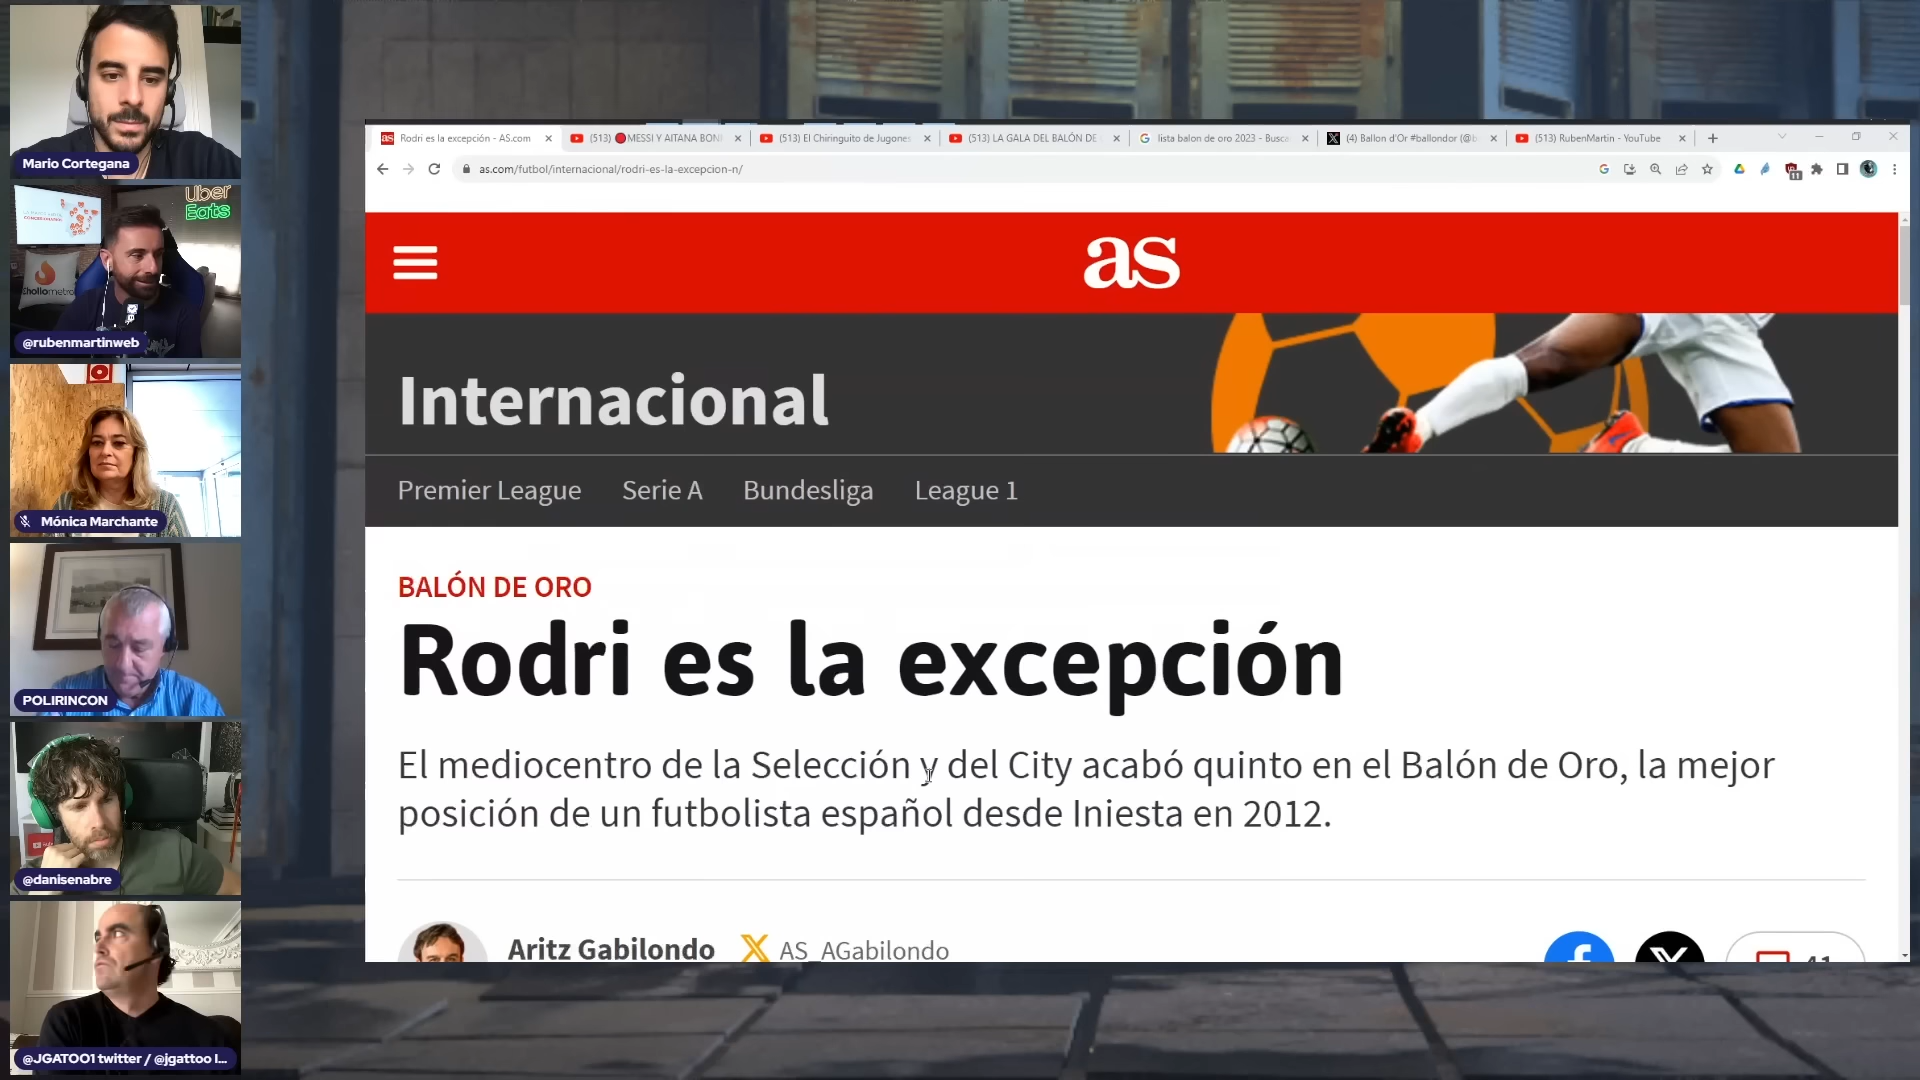 Mario Cortegana
Uber
Eats
Chollometro
@rubenmartinweb
Mónica Marchante
POLIRINCON
@danisenabre
@JGATOO1 twitter / @jgattoo l...
as Rodri es la excepción - AS.com
(513) 🔴MESSI Y AITANA BON
(513) El Chiringuito de Jugones
(513) LA GALA DEL BALÓN DE
lista balon de oro 2023 - Busca
(4) Ballon d'Or #ballondor (@b
(513) RubenMartin - YouTube
as.com/futbol/internacional/rodri-es-la-excepcion-n/
11
as
Internacional
Premier League Serie A Bundesliga League 1
BALÓN DE ORO
Rodri es la excepción
El mediocentro de la Selección y del City acabó quinto en el Balón de Oro, la mejor
posición de un futbolista español desde Iniesta en 2012.
Aritz Gabilondo AS_AGabilondo
41